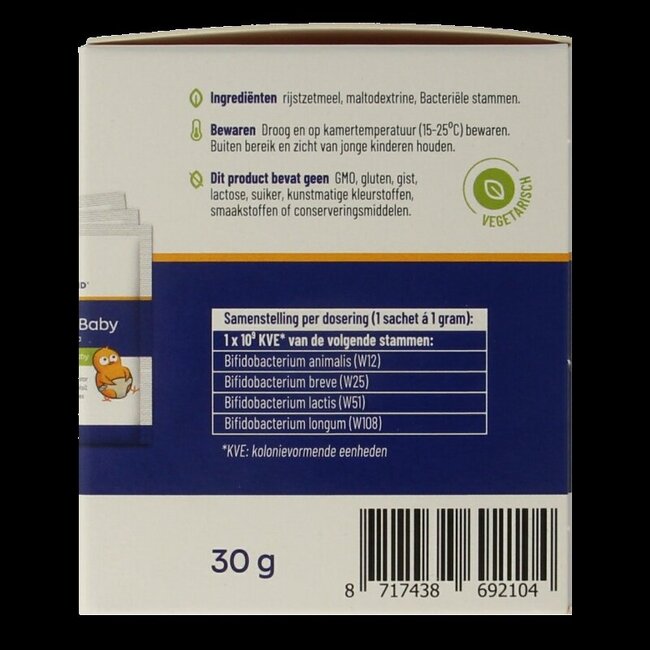 Ingrediënten rijstzetmeel, maltodextrine, Bacteriële stammen.
Bewaren Droog en op kamertemperatuur (15-25°C) bewaren.
Buiten bereik en zicht van jonge kinderen houden.
Dit product bevat geen GMO, gluten, gist,
lactose, suiker, kunstmatige kleurstoffen,
smaakstoffen of conserveringsmiddelen.
VEGETARISCH
Baby
Samenstelling per dosering (1 sachet á 1 gram):
1 x 10⁹ KVE* van de volgende stammen:
Bifidobacterium animalis (W12)
Bifidobacterium breve (W25)
Bifidobacterium lactis (W51)
Bifidobacterium longum (W108)
*KVE: kolonievormende eenheden
30 g
8 717438 692104